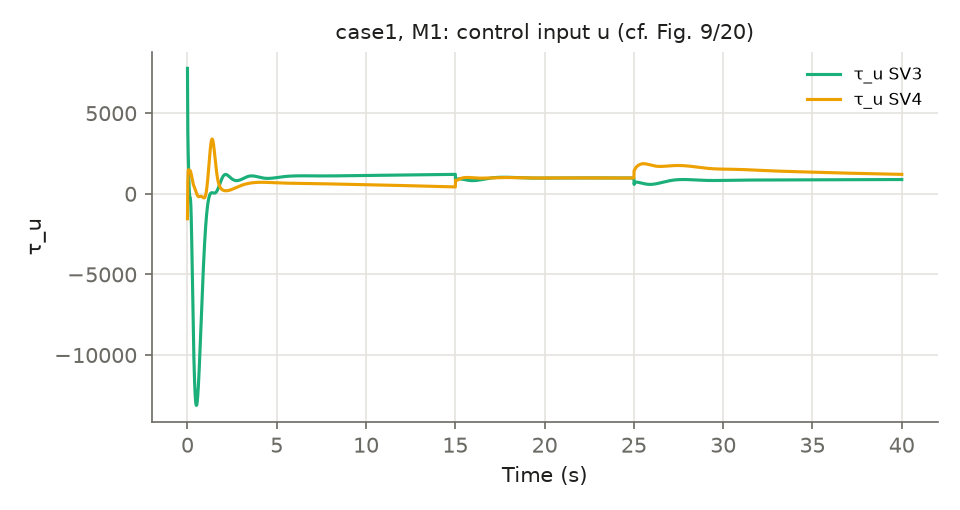 case1, M1: control input u (cf. Fig. 9/20)
τ_u SV3
τ_u SV4
5000
0
−5000
−10000
τ_u
0 5 10 15 20 25 30 35 40
Time (s)